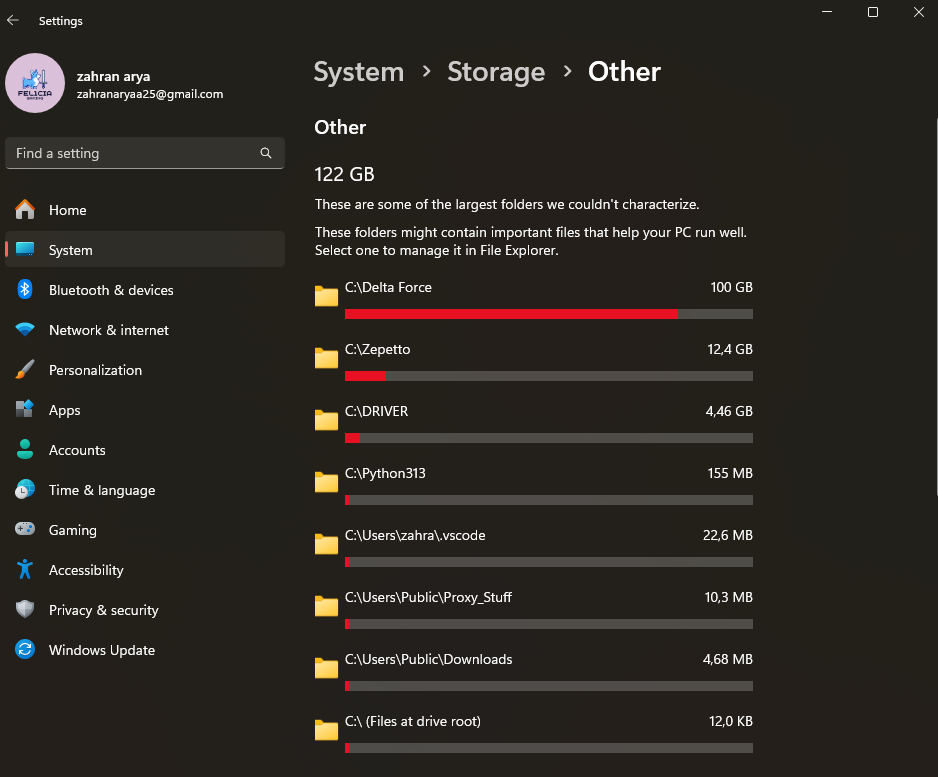 Settings
zahran arya
zahranaryaa25@gmail.com
FELICIA
Find a setting
Home
System
Bluetooth & devices
Network & internet
Personalization
Apps
Accounts
Time & language
Gaming
Accessibility
Privacy & security
Windows Update
System > Storage > Other
Other
122 GB
These are some of the largest folders we couldn't characterize.
These folders might contain important files that help your PC run well.
Select one to manage it in File Explorer.
C:\Delta Force 100 GB
C:\Zepetto 12,4 GB
C:\DRIVER 4,46 GB
C:\Python313 155 MB
C:\Users\zahra\.vscode 22,6 MB
C:\Users\Public\Proxy_Stuff 10,3 MB
C:\Users\Public\Downloads 4,68 MB
C:\ (Files at drive root) 12,0 KB